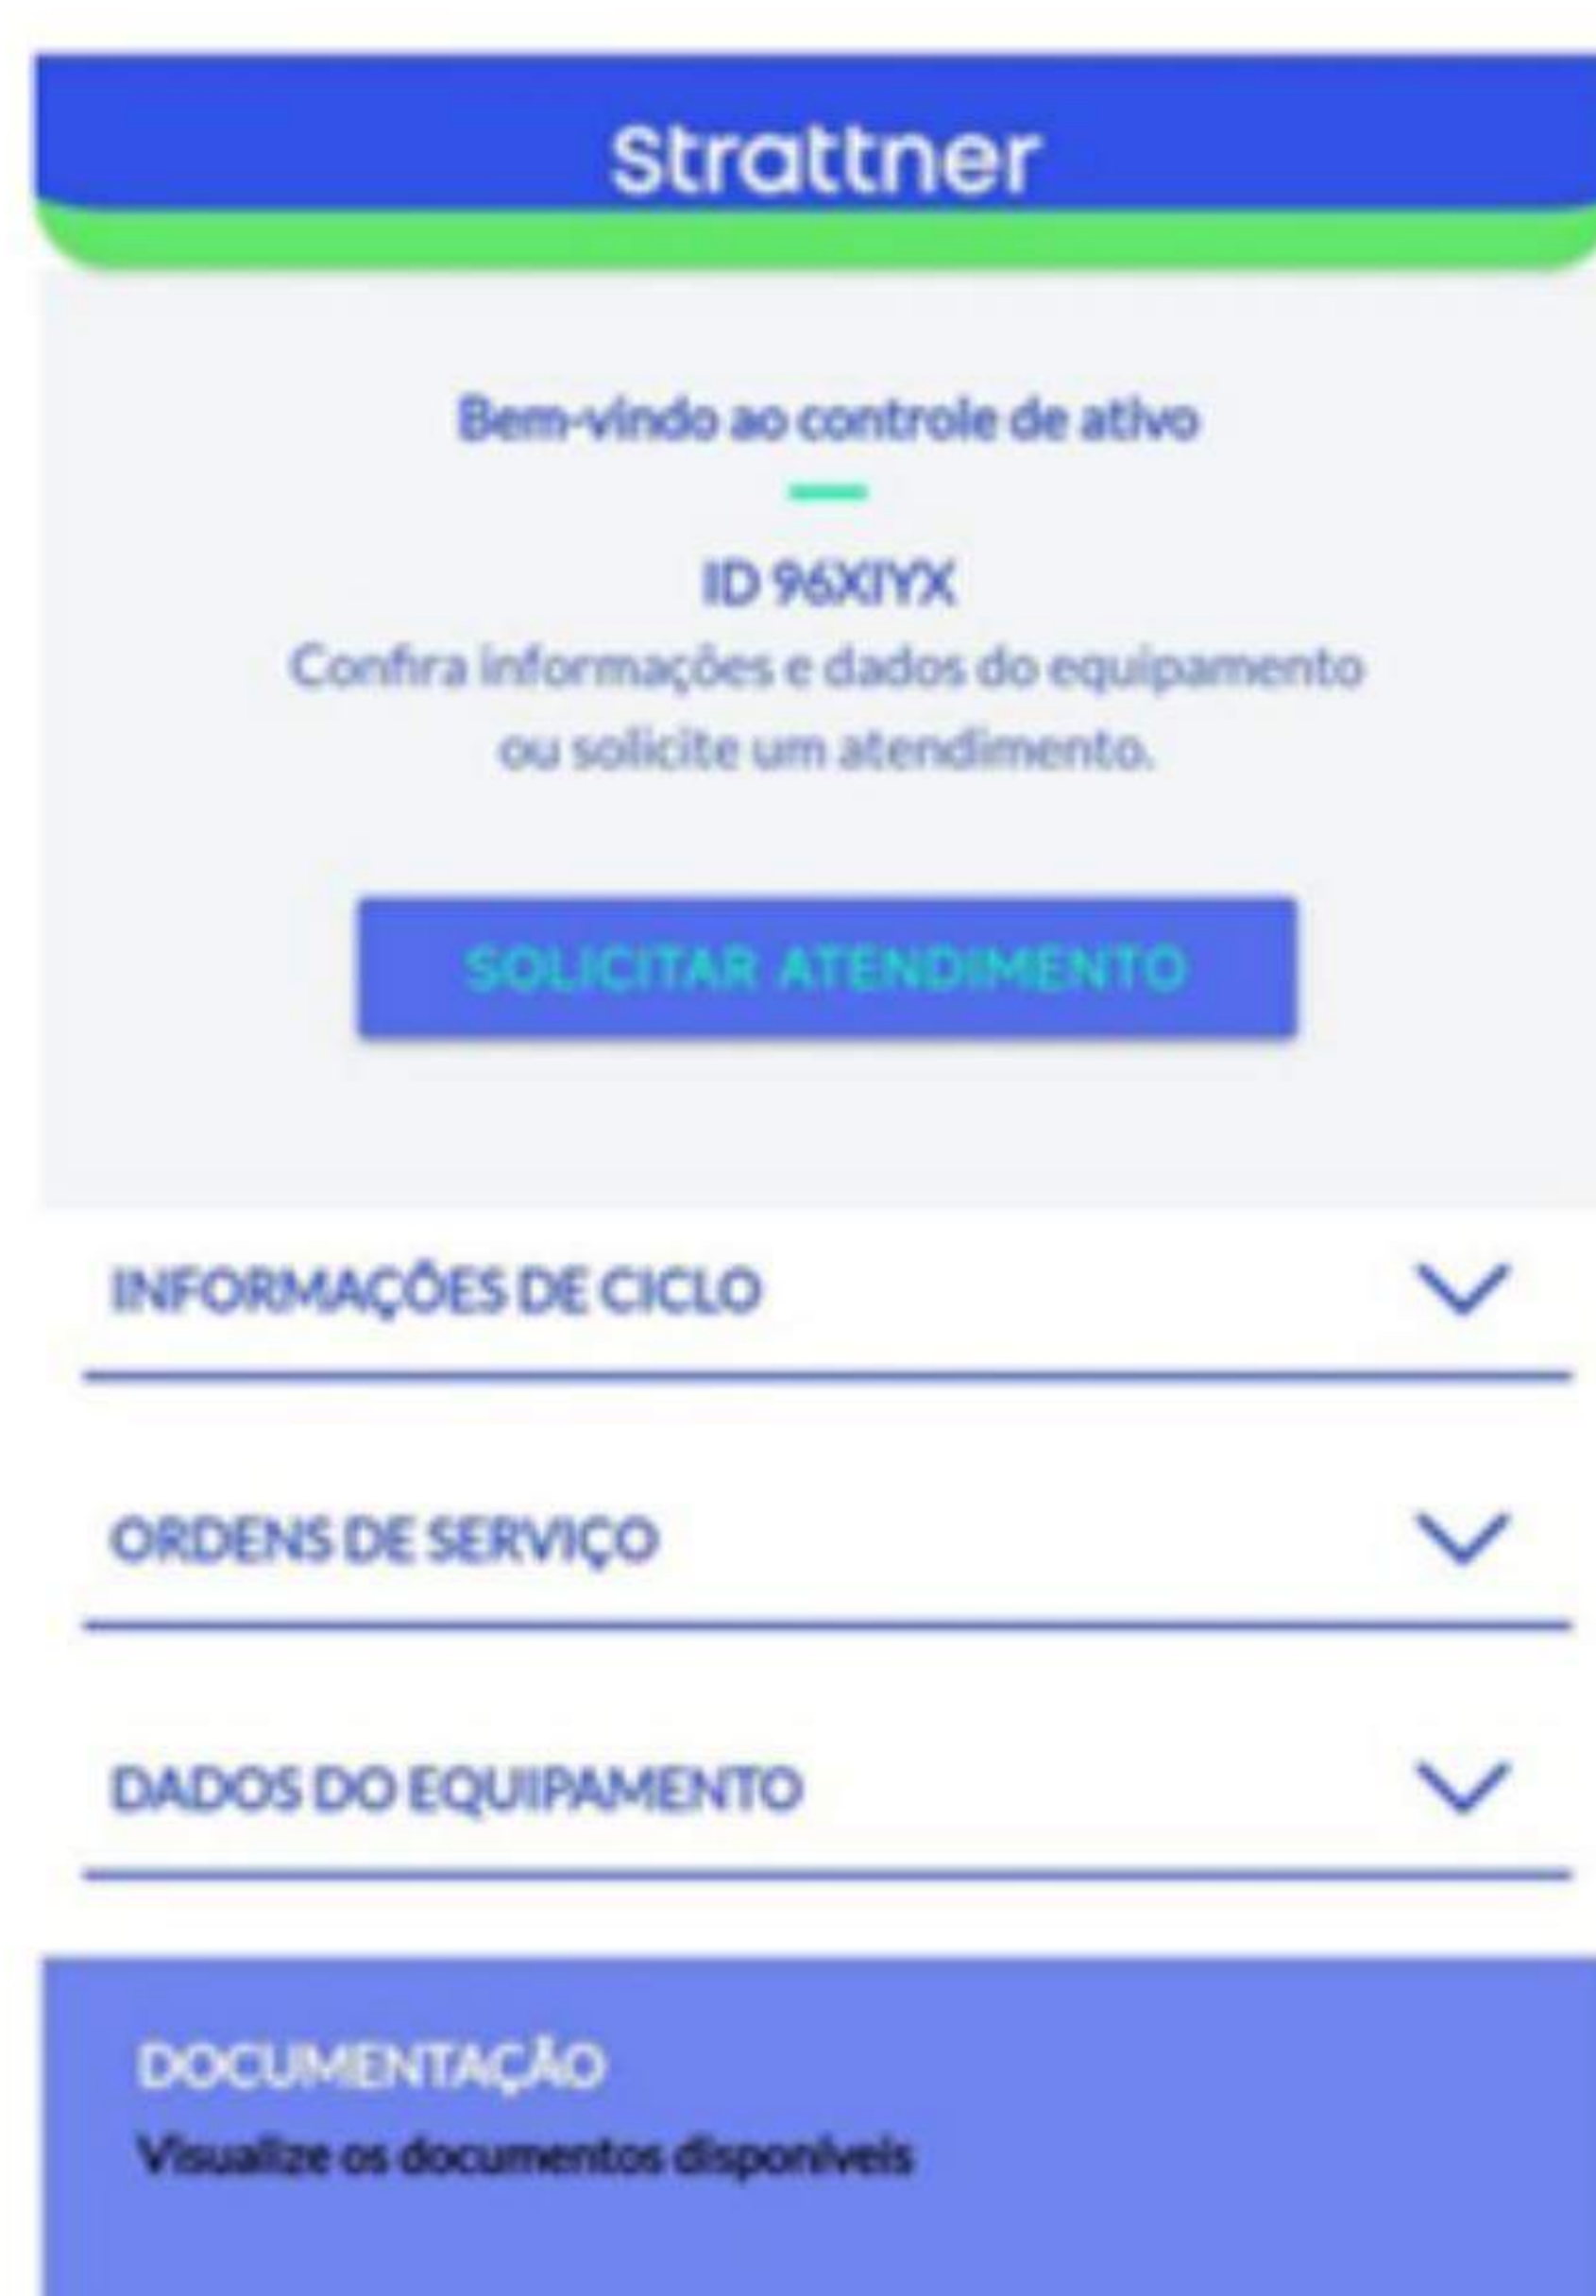 Strattner
Bem-vindo ao controle de ativo
ID 96XIYX
Confira informações e dados do equipamento
ou solicite um atendimento.
SOLICITAR ATENDIMENTO
INFORMAÇÕES DE CICLO
ORDENS DE SERVIÇO
DADOS DO EQUIPAMENTO
DOCUMENTAÇÃO
Visualize os documentos disponíveis